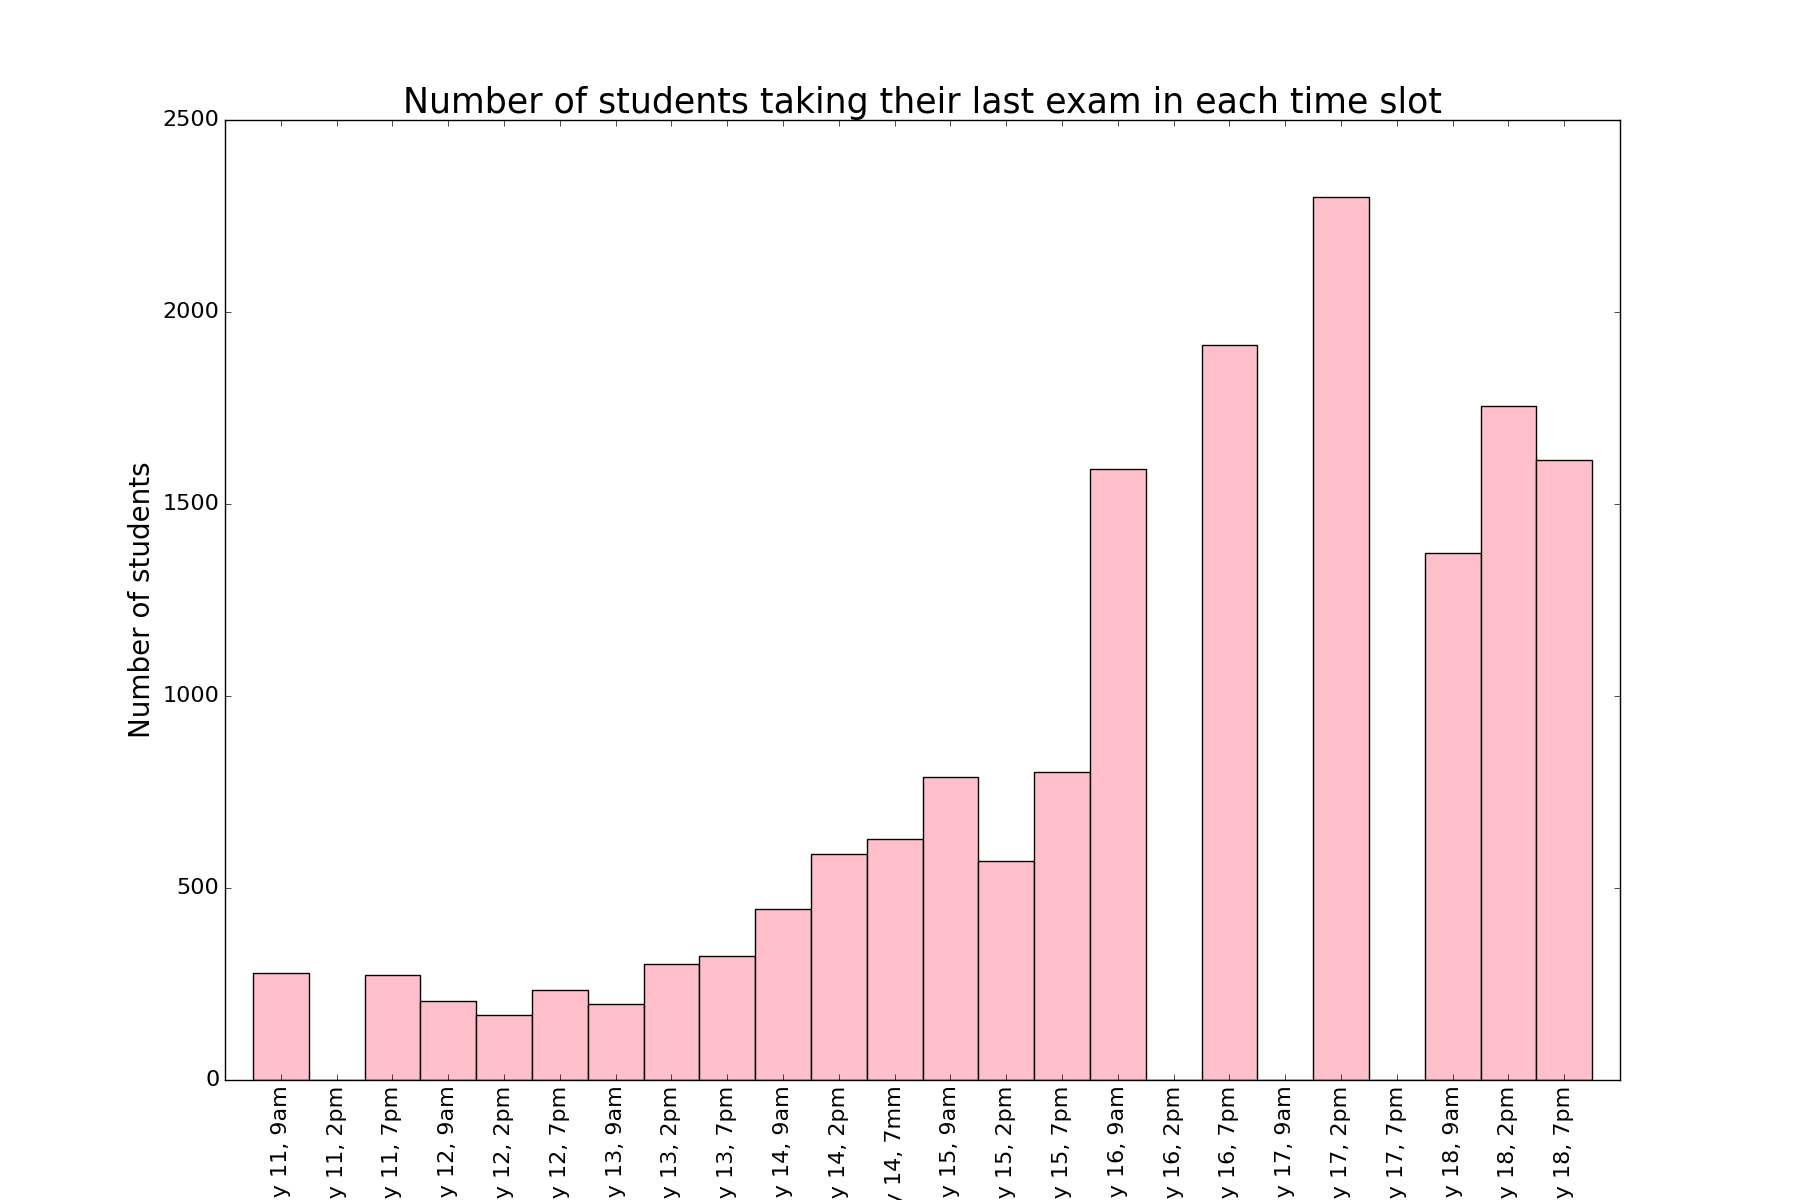 Number of students taking their last exam in each time slot
Number of students
2500
2000
1500
1000
500
0
y 11, 9am
y 11, 2pm
y 11, 7pm
y 12, 9am
y 12, 2pm
y 12, 7pm
y 13, 9am
y 13, 2pm
y 13, 7pm
y 14, 9am
y 14, 2pm
y 14, 7mm
y 15, 9am
y 15, 2pm
y 15, 7pm
y 16, 9am
y 16, 2pm
y 16, 7pm
y 17, 9am
y 17, 2pm
y 17, 7pm
y 18, 9am
y 18, 2pm
y 18, 7pm